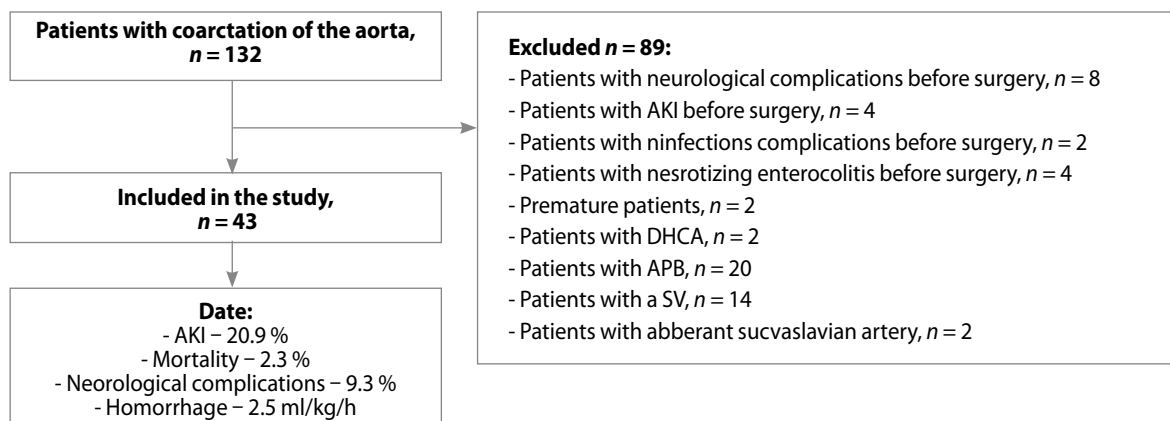 Patients with coarctation of the aorta,
n = 132
Excluded n = 89:
- Patients with neurological complications before surgery, n = 8
- Patients with AKI before surgery, n = 4
- Patients with ninfections complications before surgery, n = 2
- Patients with nesrotizing enterocolitis before surgery, n = 4
- Premature patients, n = 2
- Patients with DHCA, n = 2
- Patients with APB, n = 20
- Patients with a SV, n = 14
- Patients with abberant sucvaslavian artery, n = 2
Included in the study,
n = 43
Date:
- AKI – 20.9 %
- Mortality – 2.3 %
- Neorological complications – 9.3 %
- Homorrhage – 2.5 ml/kg/h